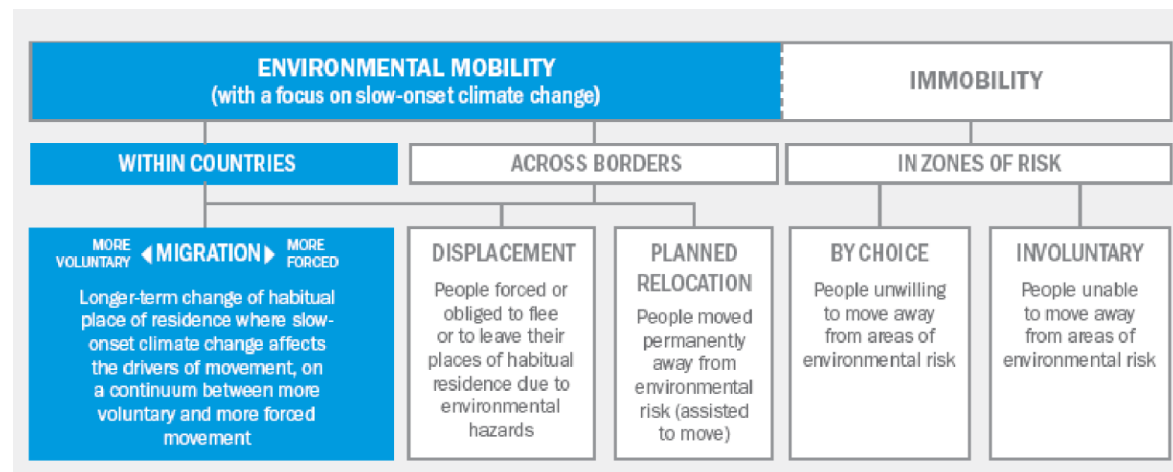 ENVIRONMENTAL MOBILITY
(with a focus on slow-onset climate change)
IMMOBILITY
WITHIN COUNTRIES
ACROSS BORDERS
IN ZONES OF RISK
MORE VOLUNTARY ◀MIGRATION▶ MORE FORCED
Longer-term change of habitual
place of residence where slow-
onset climate change affects
the drivers of movement, on
a continuum between more
voluntary and more forced
movement
DISPLACEMENT
People forced or
obliged to flee
or to leave their
places of habitual
residence due to
environmental
hazards
PLANNED
RELOCATION
People moved
permanently
away from
environmental
risk (assisted
to move)
BY CHOICE
People unwilling
to move away
from areas of
environmental risk
INVOLUNTARY
People unable
to move away
from areas of
environmental risk